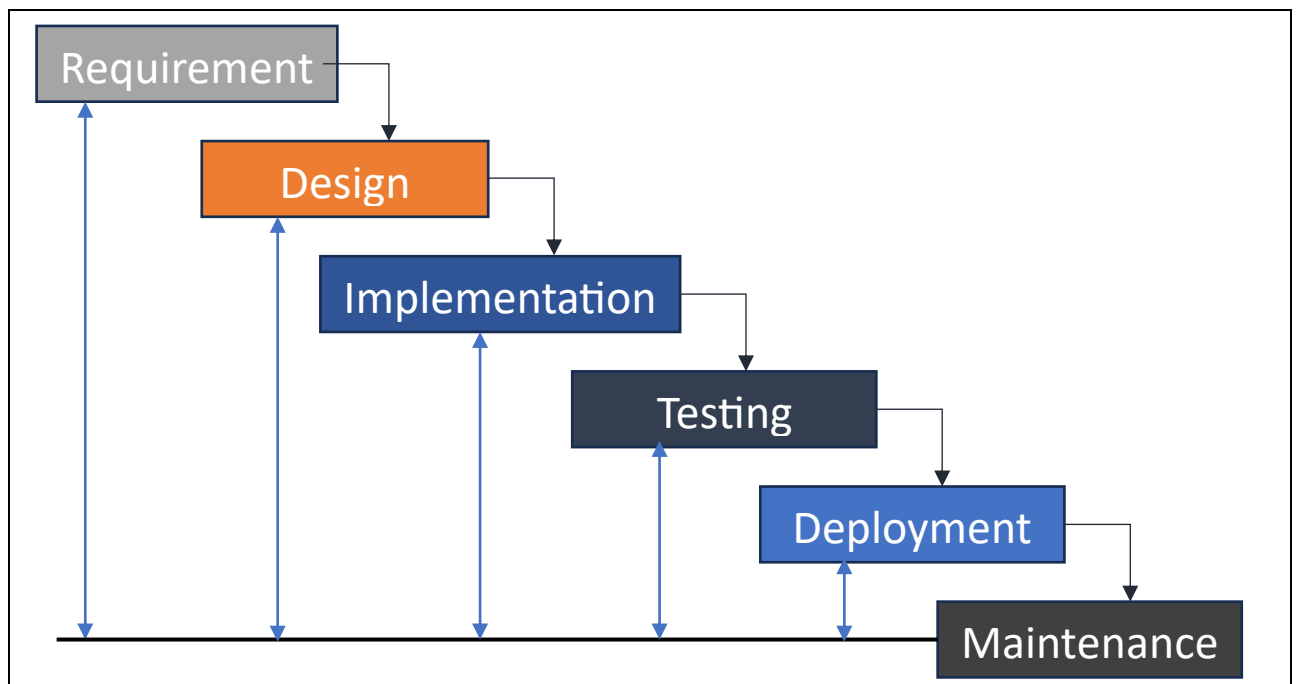 Requirement
Design
Implementation
Testing
Deployment
Maintenance